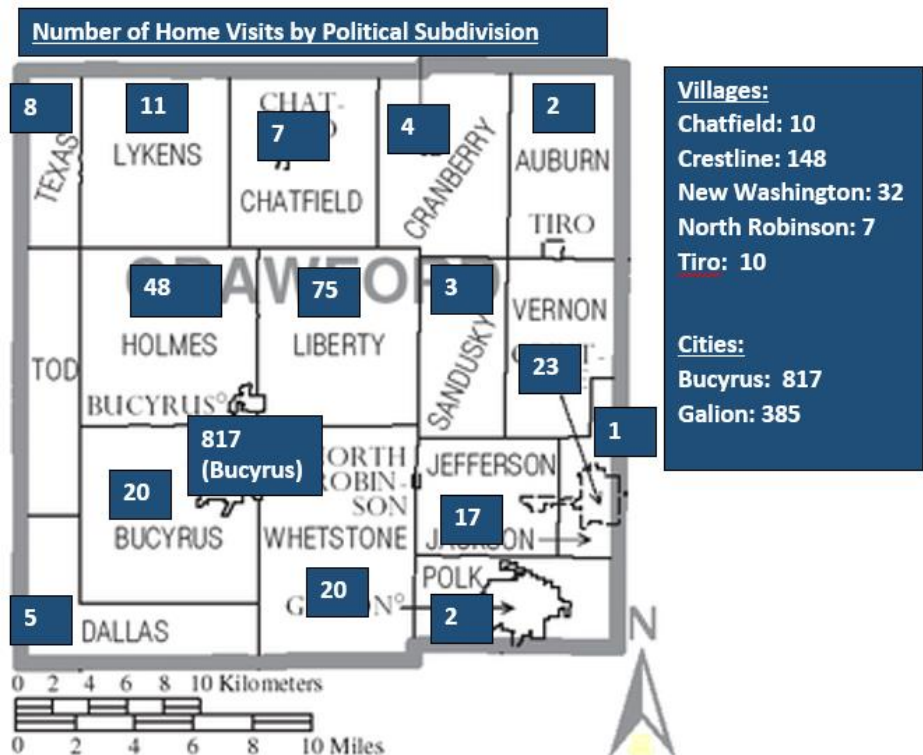 Number of Home Visits by Political Subdivision
8
11
CHAT-
7
4
2
TEXAS
LYKENS
CHATFIELD
CRANBERRY
AUBURN
TIRO
48
75
3
HOLMES
LIBERTY
SANDUSKY
VERNON
TOD
23
BUCYRUS°
1
817
(Bucyrus)
20
BUCYRUS
WHETSTONE
SON
JEFFERSON
17
20
POLK
2
5
DALLAS
N
0 2 4 6 8 10 Kilometers
0 2 4 6 8 10 Miles
Villages:
Chatfield: 10
Crestline: 148
New Washington: 32
North Robinson: 7
Tiro: 10
Cities:
Bucyrus: 817
Galion: 385